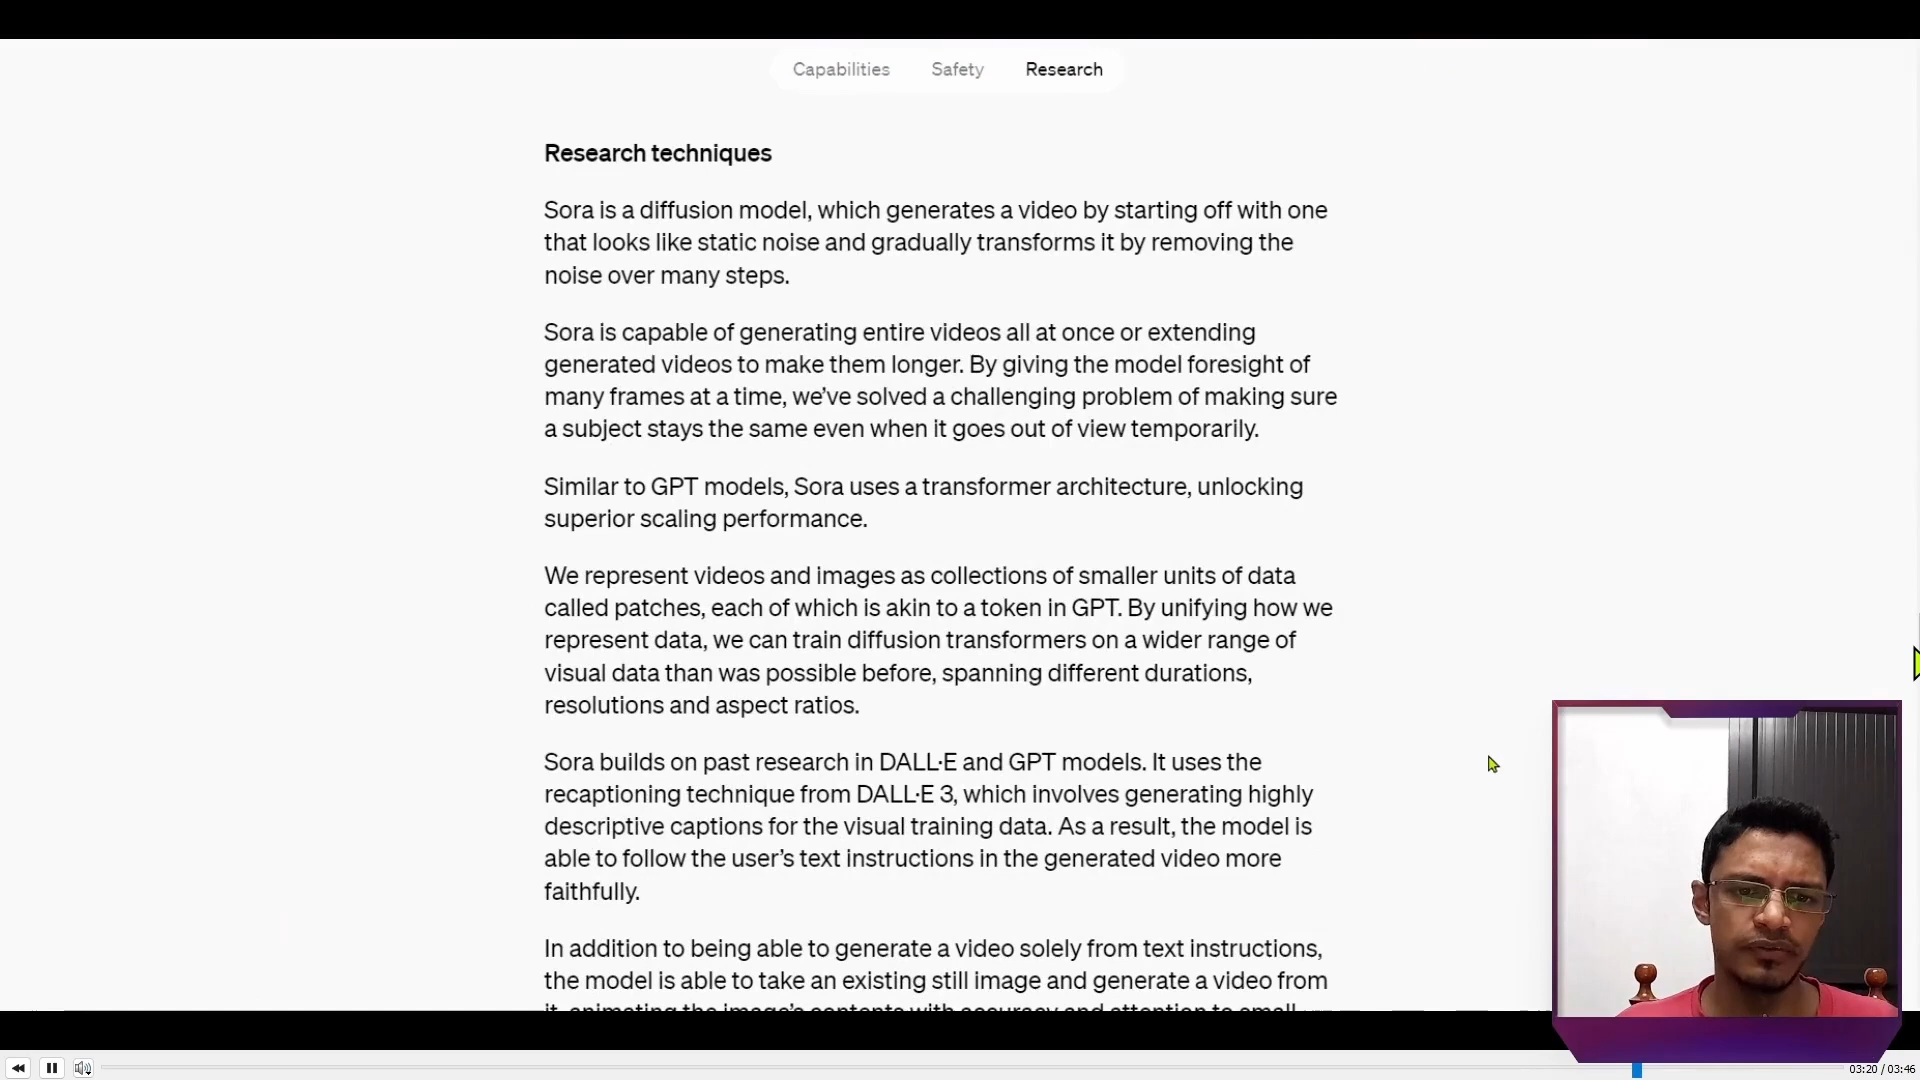 Capabilities Safety Research
Research techniques
Sora is a diffusion model, which generates a video by starting off with one
that looks like static noise and gradually transforms it by removing the
noise over many steps.
Sora is capable of generating entire videos all at once or extending
generated videos to make them longer. By giving the model foresight of
many frames at a time, we’ve solved a challenging problem of making sure
a subject stays the same even when it goes out of view temporarily.
Similar to GPT models, Sora uses a transformer architecture, unlocking
superior scaling performance.
We represent videos and images as collections of smaller units of data
called patches, each of which is akin to a token in GPT. By unifying how we
represent data, we can train diffusion transformers on a wider range of
visual data than was possible before, spanning different durations,
resolutions and aspect ratios.
Sora builds on past research in DALL·E and GPT models. It uses the
recaptioning technique from DALL·E 3, which involves generating highly
descriptive captions for the visual training data. As a result, the model is
able to follow the user’s text instructions in the generated video more
faithfully.
In addition to being able to generate a video solely from text instructions,
the model is able to take an existing still image and generate a video from
it, animating the image’s contents with accuracy and attention to small
03:20 / 03:46